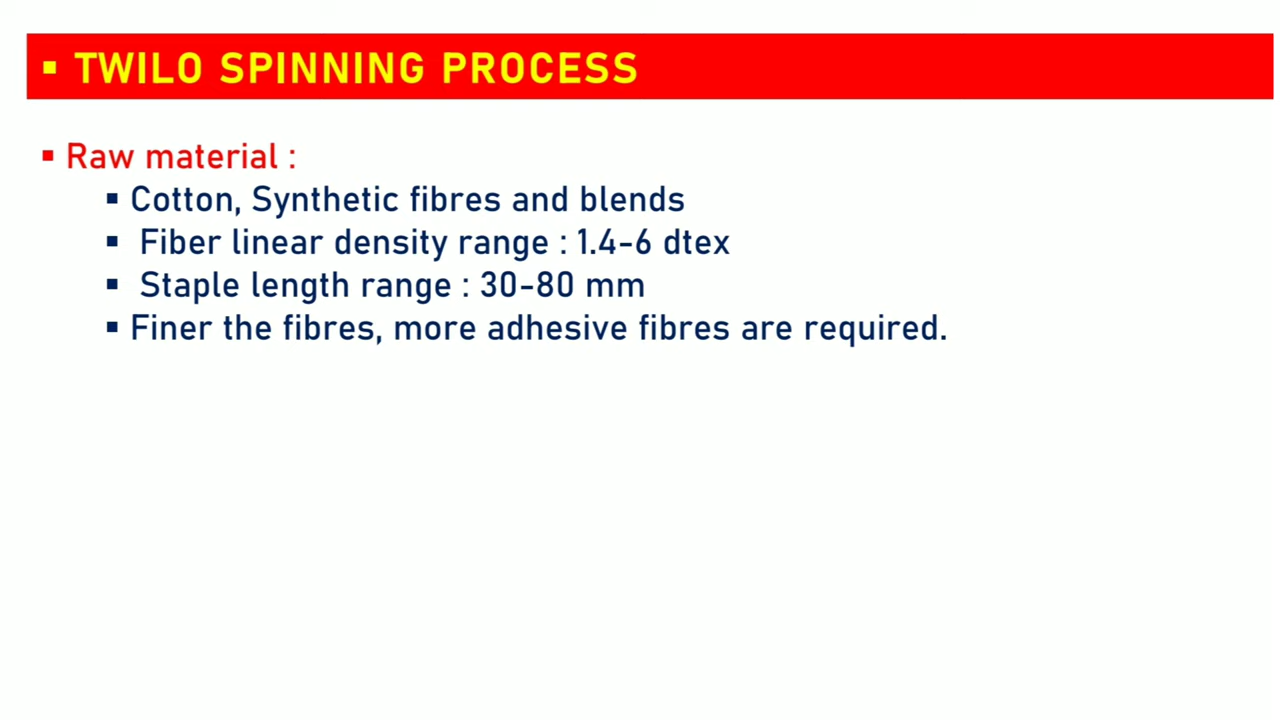 ▪ TWILO SPINNING PROCESS
▪ Raw material :
▪ Cotton, Synthetic fibres and blends
▪ Fiber linear density range : 1.4-6 dtex
▪ Staple length range : 30-80 mm
▪ Finer the fibres, more adhesive fibres are required.